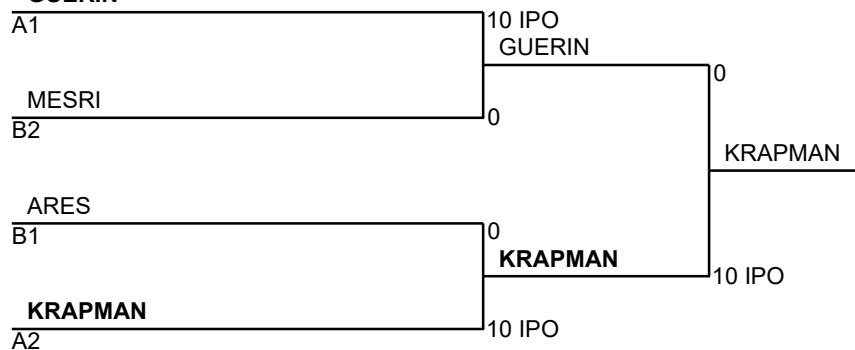 GUERIN
A1
10 IPO
GUERIN
0
MESRI
B2
0
KRAPMAN
ARES
B1
0
KRAPMAN
10 IPO
KRAPMAN
A2
10 IPO